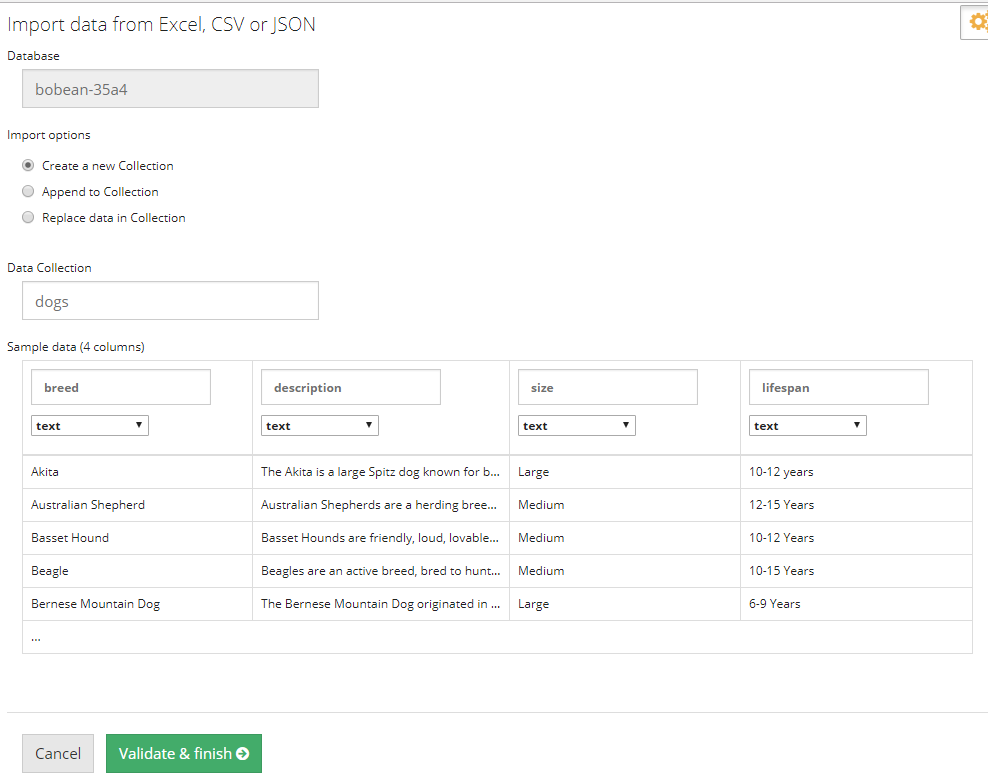 Import data from Excel, CSV or JSON
Database
bobean-35a4
Import options
Create a new Collection
Append to Collection
Replace data in Collection
Data Collection
dogs
Sample data (4 columns)
breed description size lifespan
text text text text
Akita The Akita is a large Spitz dog known for b... Large 10-12 years
Australian Shepherd Australian Shepherds are a herding bree... Medium 12-15 Years
Basset Hound Basset Hounds are friendly, loud, lovable... Medium 10-12 Years
Beagle Beagles are an active breed, bred to hunt... Medium 10-15 Years
Bernese Mountain Dog The Bernese Mountain Dog originated in ... Large 6-9 Years
...
Cancel Validate & finish